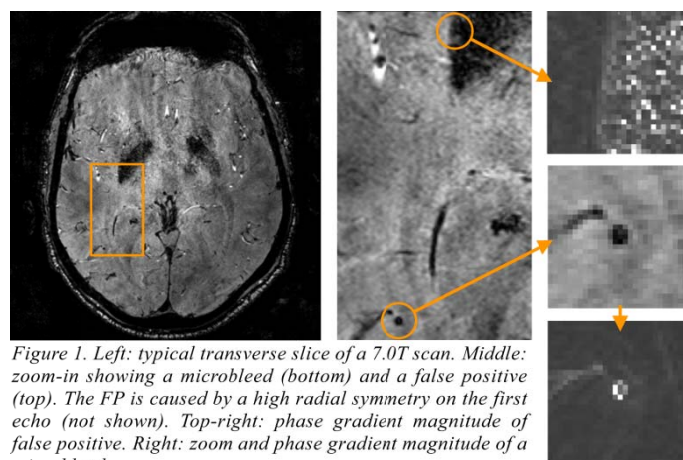 Figure 1. Left: typical transverse slice of a 7.0T scan. Middle:
zoom-in showing a microbleed (bottom) and a false positive
(top). The FP is caused by a high radial symmetry on the first
echo (not shown). Top-right: phase gradient magnitude of
false positive. Right: zoom and phase gradient magnitude of a